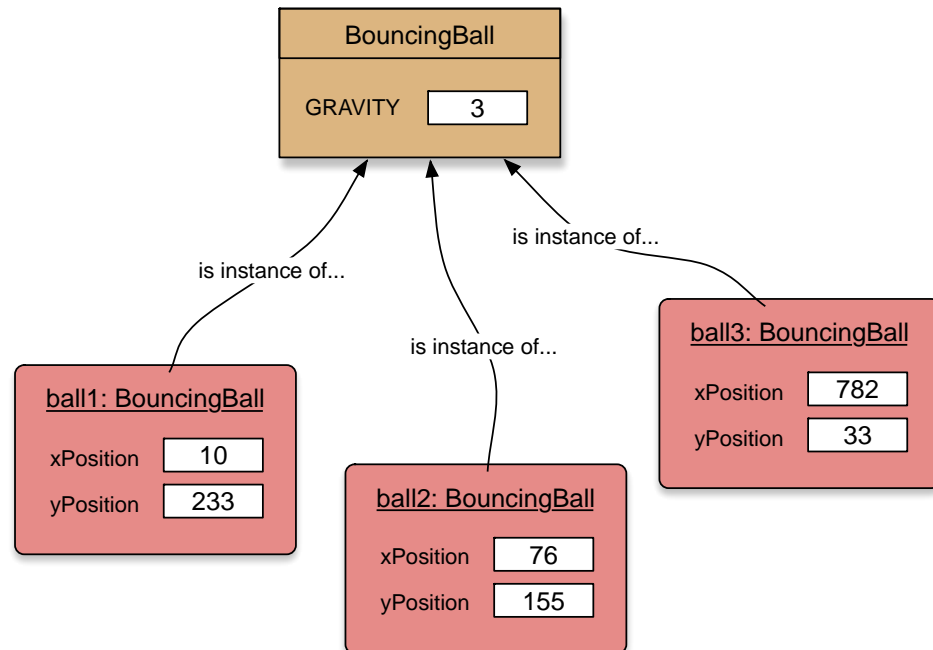 BouncingBall
GRAVITY 3
is instance of...
is instance of...
is instance of...
ball1: BouncingBall
xPosition 10
yPosition 233
ball2: BouncingBall
xPosition 76
yPosition 155
ball3: BouncingBall
xPosition 782
yPosition 33